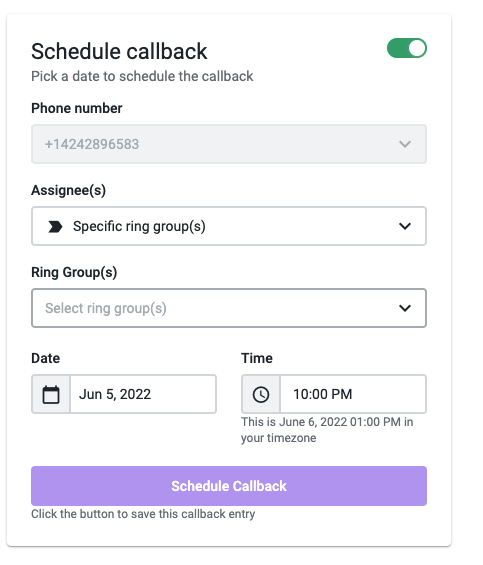 Schedule callback
Pick a date to schedule the callback
Phone number
+14242896583
Assignee(s)
Specific ring group(s)
Ring Group(s)
Select ring group(s)
Date
Time
Jun 5, 2022
10:00 PM
This is June 6, 2022 01:00 PM in
your timezone
Schedule Callback
Click the button to save this callback entry